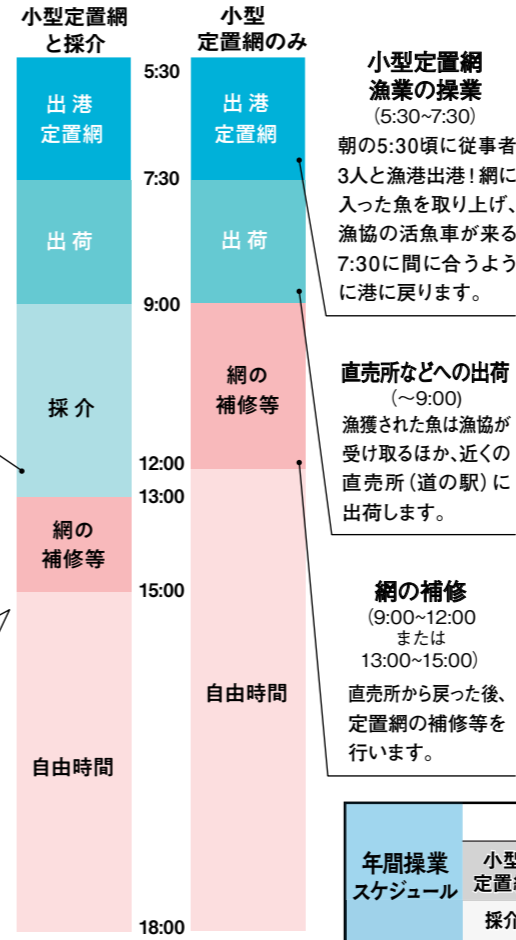 小型定置網
と採介
小型
定置網のみ
5:30
7:30
9:00
12:00
13:00
15:00
18:00
出港
定置網
出荷
採介
網の
補修等
自由時間
出港
定置網
出荷
網の
補修等
自由時間
小型定置網
漁業の操業
(5:30~7:30)
朝の5:30頃に従事者
3人と漁港出港!網に
入った魚を取り上げ、
漁協の活魚車が来る
7:30に間に合うよう
に港に戻ります。
直売所などへの出荷
(~9:00)
漁獲された魚は漁協が
受け取るほか、近くの
直売所(道の駅)に
出荷します。
網の補修
(9:00~12:00
または
13:00~15:00)
直売所から戻った後、
定置網の補修等を
行います。
年間操業
スケジュール
小型
定置網
採介